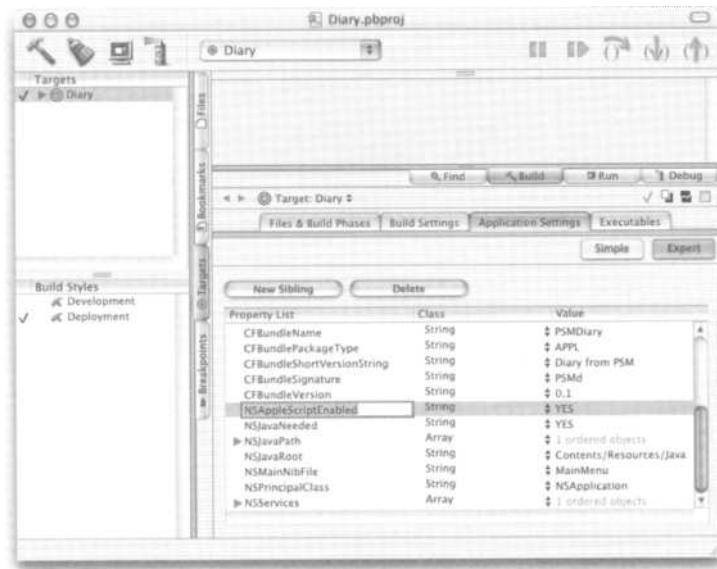 Diary.pbproj
Diary
Targets
Diary
Files
Bookmarks
Targets
Breakpoints
Find
Build
Run
Debug
Target: Diary
Files & Build Phases
Build Settings
Application Settings
Executables
Simple
Expert
New Sibling
Delete
Build Styles
Development
Deployment
Property List Class Value
CFBundleName String PSMDiary
CFBundlePackageType String APPL
CFBundleShortVersionString String Diary from PSM
CFBundleSignature String PSMd
CFBundleVersion String 0.1
NSAppleScriptEnabled String YES
NSJavaNeeded String YES
NSJavaPath Array 1 ordered objects
NSJavaRoot String Contents/Resources/Java
NSMainNibFile String MainMenu
NSPrincipalClass String NSApplication
NSServices Array 1 ordered objects